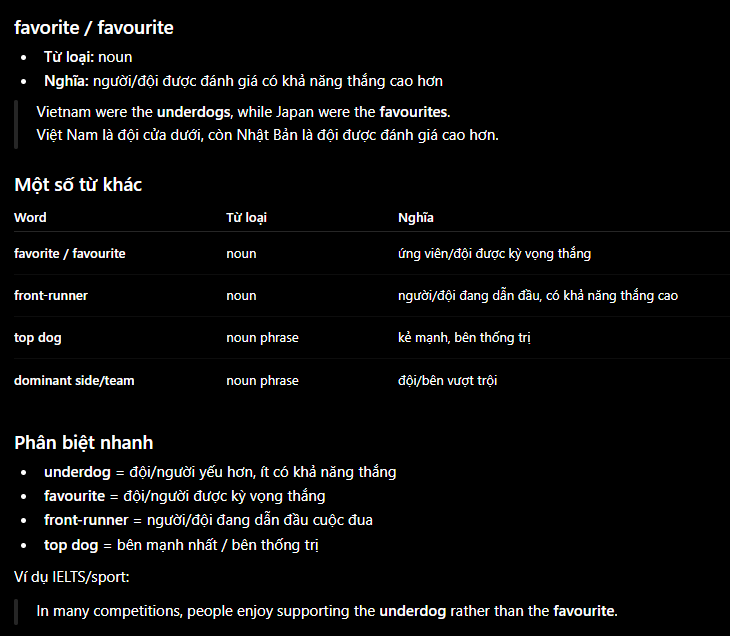 favorite / favourite
• Từ loại: noun
• Nghĩa: người/đội được đánh giá có khả năng thắng cao hơn
Vietnam were the underdogs, while Japan were the favourites.
Việt Nam là đội cửa dưới, còn Nhật Bản là đội được đánh giá cao hơn.
Một số từ khác
Word Từ loại Nghĩa
favorite / favourite noun ứng viên/đội được kỳ vọng thắng
front-runner noun người/đội đang dẫn đầu, có khả năng thắng cao
top dog noun phrase kẻ mạnh, bên thống trị
dominant side/team noun phrase đội/bên vượt trội
Phân biệt nhanh
• underdog = đội/người yếu hơn, ít có khả năng thắng
• favourite = đội/người được kỳ vọng thắng
• front-runner = người/đội đang dẫn đầu cuộc đua
• top dog = bên mạnh nhất / bên thống trị
Ví dụ IELTS/sport:
In many competitions, people enjoy supporting the underdog rather than the favourite.